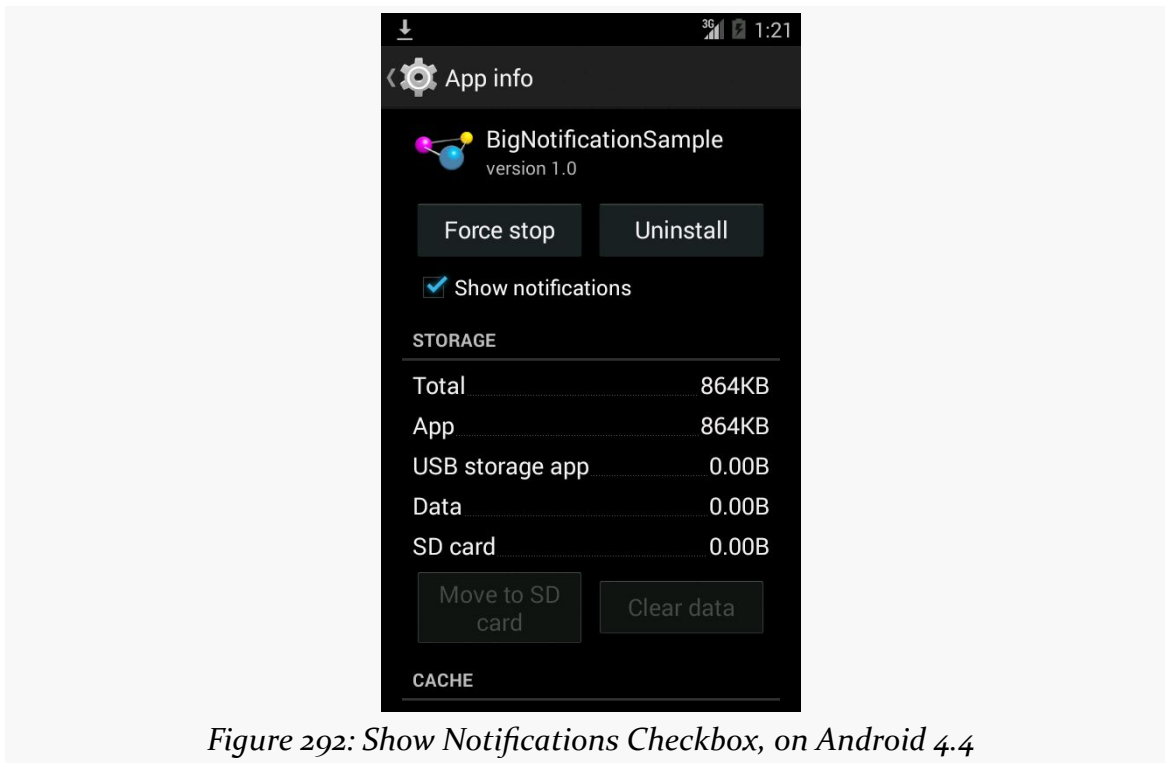 3G 1:21
App info
BigNotificationSample
version 1.0
Force stop Uninstall
Show notifications
STORAGE
Total 864KB
App 864KB
USB storage app 0.00B
Data 0.00B
SD card 0.00B
Move to SD
card
Clear data
CACHE
Figure 292: Show Notifications Checkbox, on Android 4.4